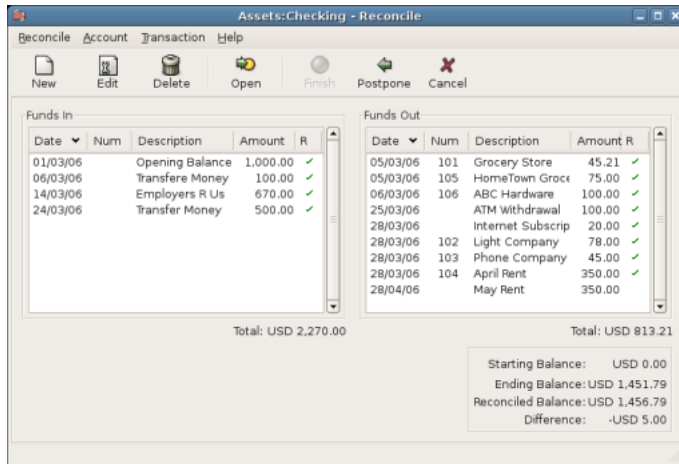 Assets:Checking - Reconcile
Reconcile Account Transaction Help
New Edit Delete Open Finish Postpone Cancel
Funds In
Date Num Description Amount R
01/03/06 Opening Balance 1,000.00 ✓
06/03/06 Transfere Money 100.00 ✓
14/03/06 Employers R Us 670.00 ✓
24/03/06 Transfer Money 500.00 ✓
Total: USD 2,270.00
Funds Out
Date Num Description Amount R
05/03/06 101 Grocery Store 45.21 ✓
05/03/06 105 HomeTown Groce 75.00 ✓
06/03/06 106 ABC Hardware 100.00 ✓
25/03/06 ATM Withdrawal 100.00 ✓
28/03/06 Internet Subscrip 20.00 ✓
28/03/06 102 Light Company 78.00 ✓
28/03/06 103 Phone Company 45.00 ✓
28/03/06 104 April Rent 350.00 ✓
28/04/06 May Rent 350.00
Total: USD 813.21
Starting Balance: USD 0.00
Ending Balance: USD 1,451.79
Reconciled Balance: USD 1,456.79
Difference: -USD 5.00